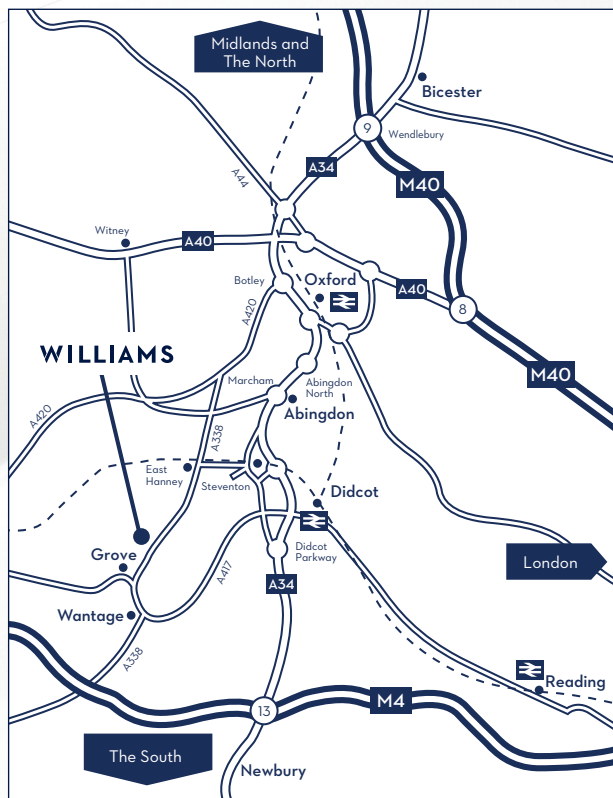 Midlands and
The North
Bicester
9
Wendlebury
A34
A44
M40
Witney
A40
Botley
Oxford
A40
8
A420
WILLIAMS
M40
Marcham
Abingdon
North
Abingdon
A420
A338
East
Hanney
Steventon
Didcot
Didcot
Parkway
Grove
London
A417
A34
Wantage
A338
Reading
M4
13
The South
Newbury